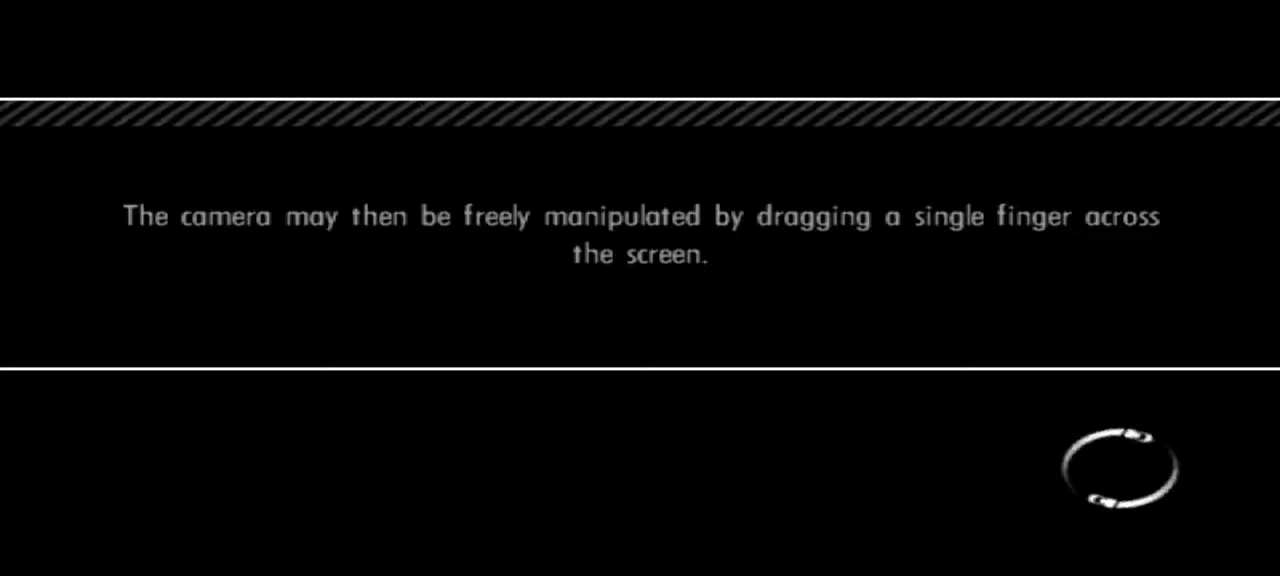 The camera may then be freely manipulated by dragging a single finger across
the screen.